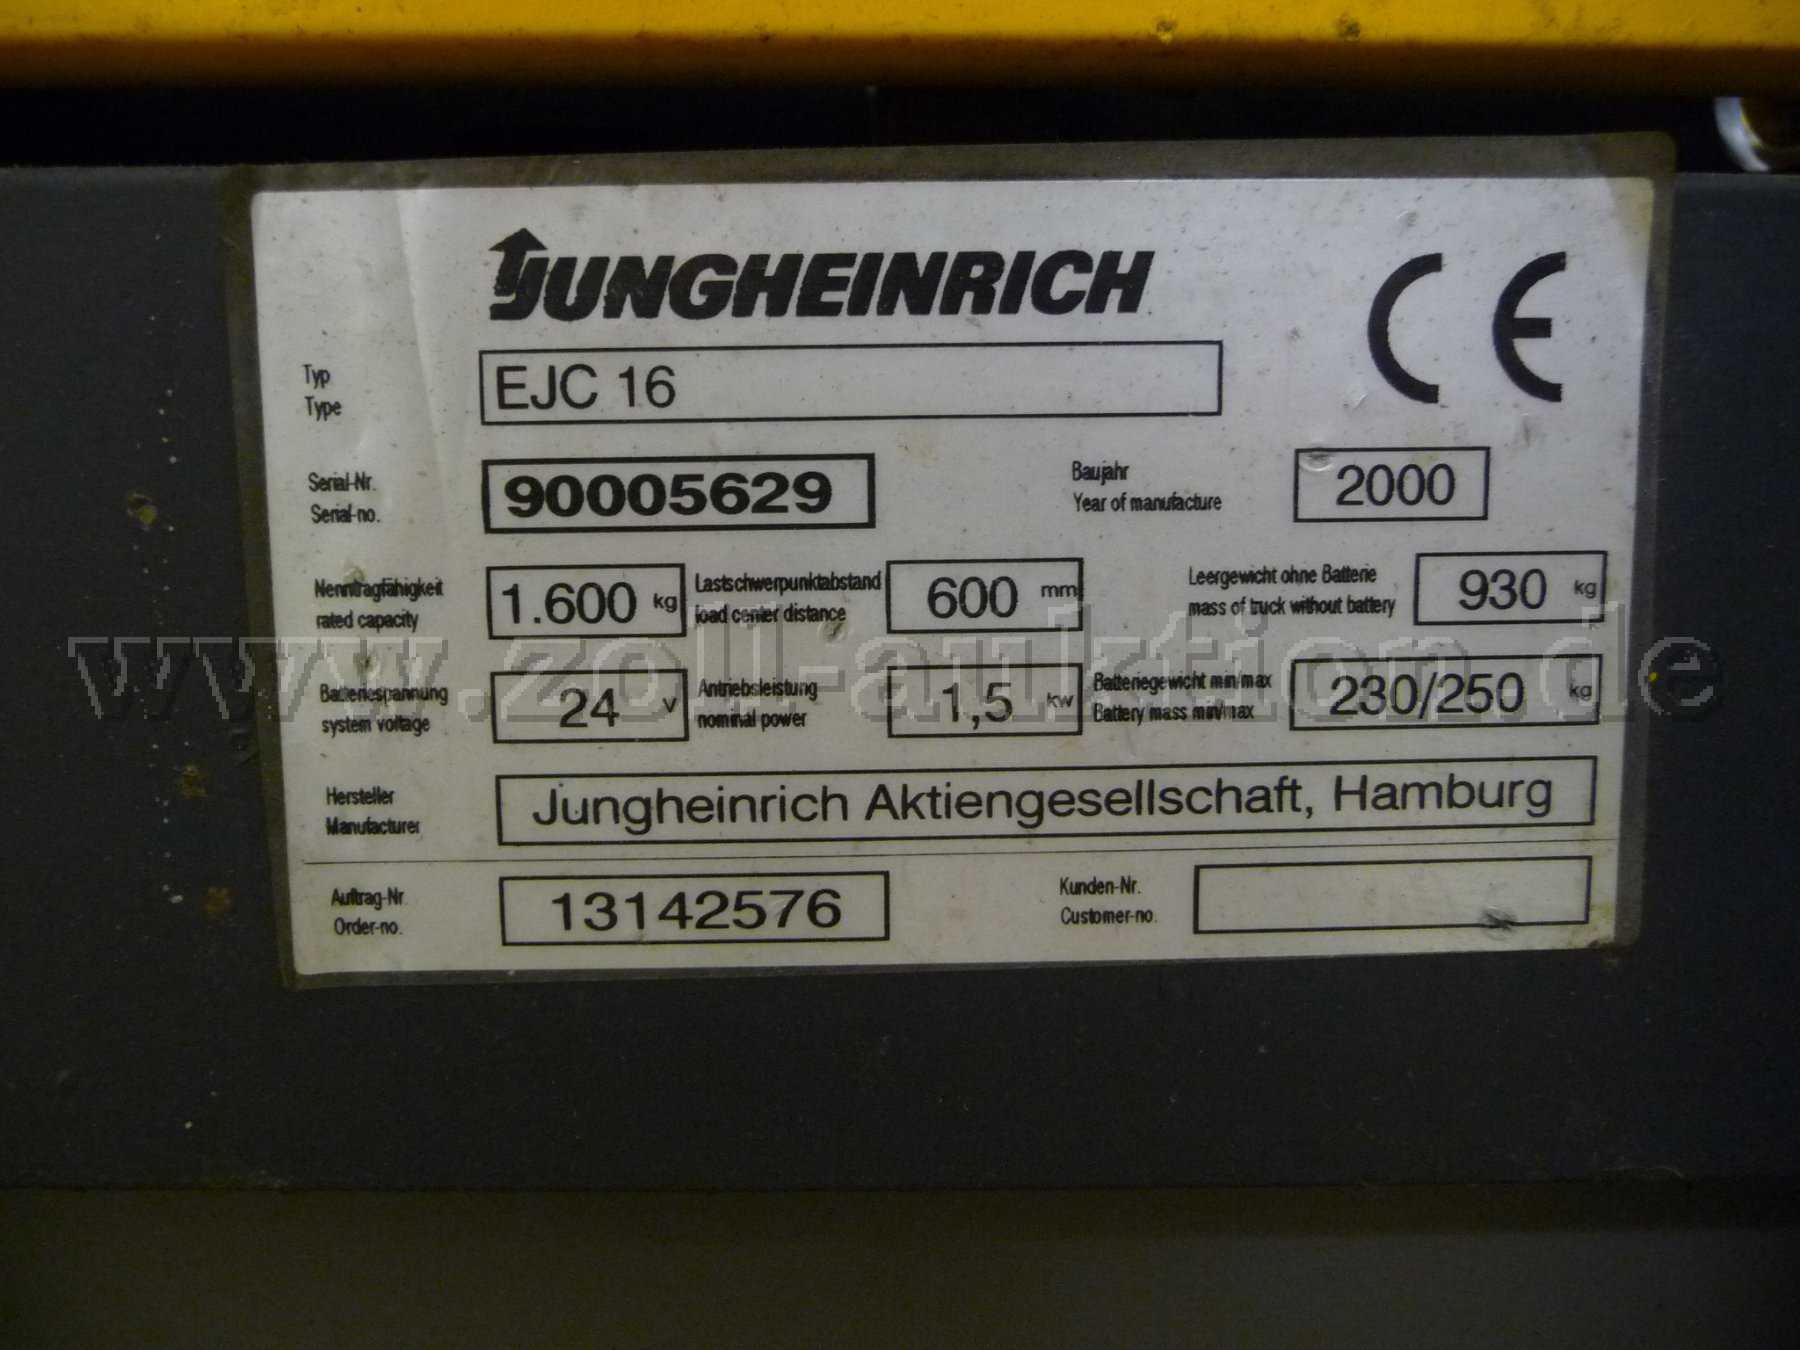 JUNGHEINRICH
CE
Typ
Type
EJC 16
Serial-Nr.
Serial-no.
90005629
Baujahr
Year of manufacture
2000
Nenntragfähigkeit
rated capacity
1.600 kg
Lastschwerpunktabstand
load center distance
600 mm
Leergewicht ohne Batterie
mass of truck without battery
930 kg
www.zoll-auktion.de
Batteriespannung
system voltage
24 v
Antriebsleistung
nominal power
1,5 kw
Batteriegewicht min/max
Battery mass min/max
230/250 kg
Hersteller
Manufacturer
Jungheinrich Aktiengesellschaft, Hamburg
Auftrag-Nr.
Order-no.
13142576
Kunden-Nr.
Customer-no.